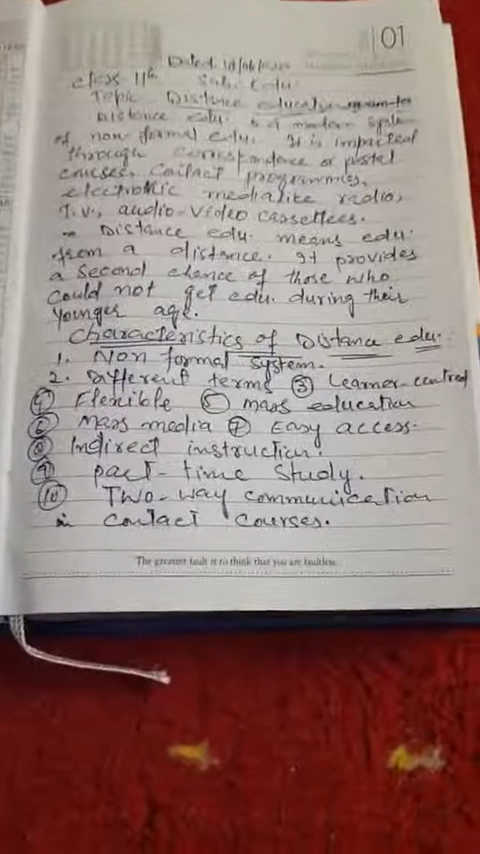 01
Dated
Class 11th Sub. Edu.
Topic Distance education
Distance edu. is a modern system
of non-formal edu. It is imparted
through correspondence or postal
courses, contact programmes,
electronic media like radio,
T.V., audio-video cassettes.
→ Distance edu. means edu.
from a distance. It provides
a second chance of those who
could not get edu. during their
younger age.
Characteristics of Distance edu.
1. Non formal system.
2. Different terms ③ Learner-centred
④ Flexible ⑤ mass education
⑥ Mass media ⑦ Easy access.
⑧ Indirect instruction.
⑨ part-time study.
⑩ Two-way communication
in contact courses.
The greatest fault is to think that you are faultless.